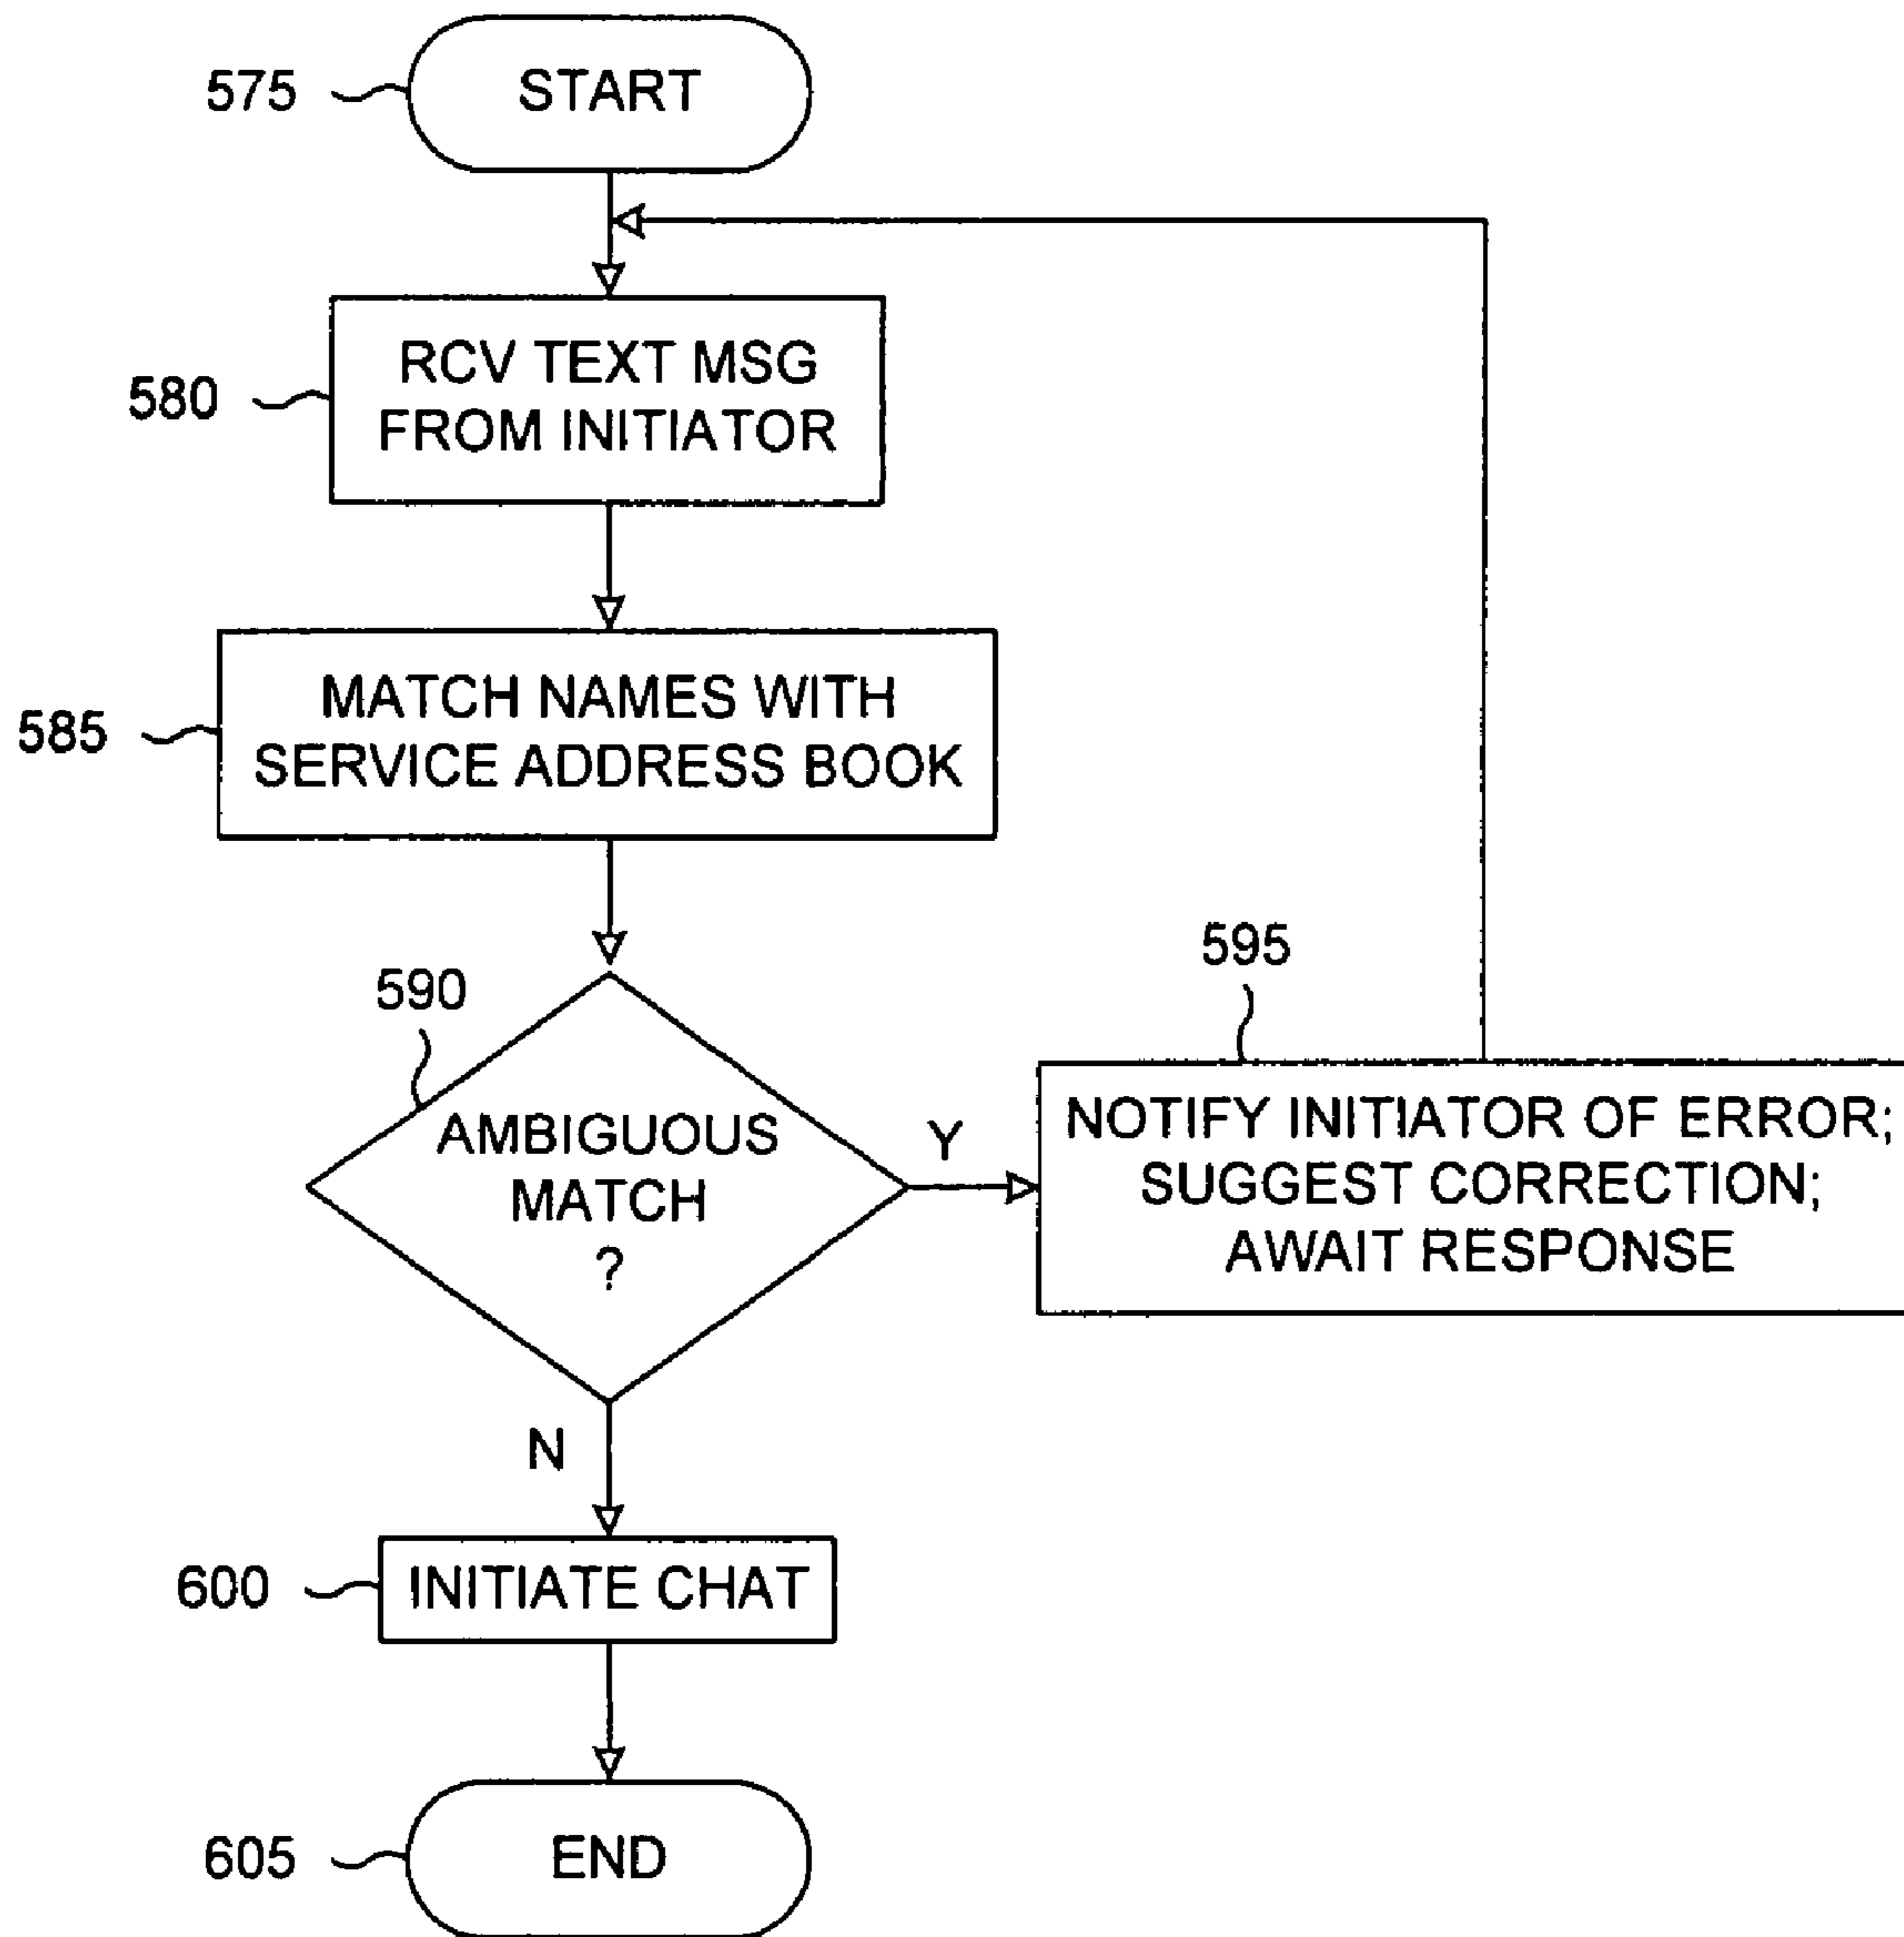 575
START
580
RCV TEXT MSG
FROM INITIATOR
585
MATCH NAMES WITH
SERVICE ADDRESS BOOK
590
AMBIGUOUS
MATCH
?
Y
595
NOTIFY INITIATOR OF ERROR;
SUGGEST CORRECTION;
AWAIT RESPONSE
N
600
INITIATE CHAT
605
END